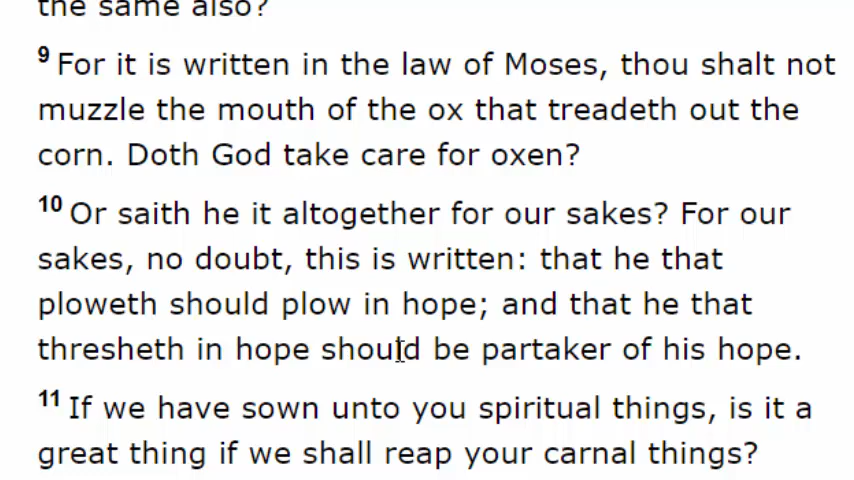 the same also?
9 For it is written in the law of Moses, thou shalt not
muzzle the mouth of the ox that treadeth out the
corn. Doth God take care for oxen?
10 Or saith he it altogether for our sakes? For our
sakes, no doubt, this is written: that he that
ploweth should plow in hope; and that he that
thresheth in hope should be partaker of his hope.
11 If we have sown unto you spiritual things, is it a
great thing if we shall reap your carnal things?